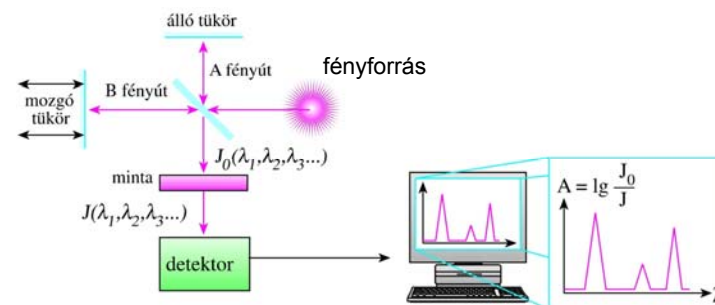 álló tükör
A fényút
fényforrás
B fényút
mozgó
tükör
J₀(λ₁,λ₂,λ₃...)
minta
J(λ₁,λ₂,λ₃...)
detektor
A = lg J₀/J